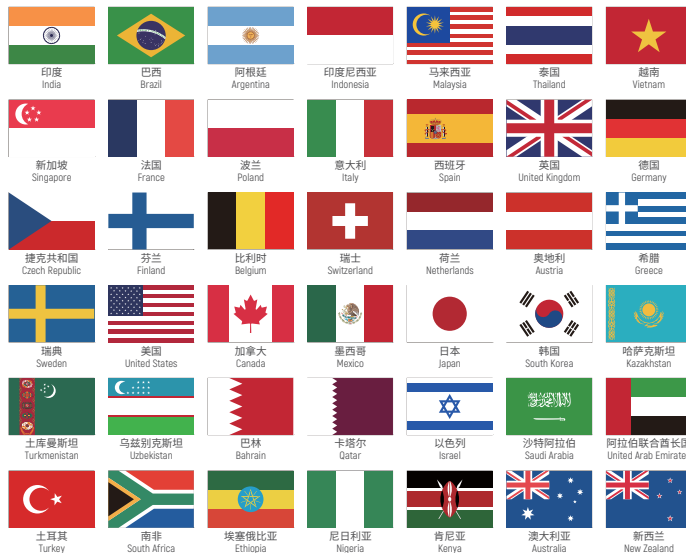 印度 巴西 阿根廷 印度尼西亚 马来西亚 泰国 越南
India Brazil Argentina Indonesia Malaysia Thailand Vietnam
新加坡 法国 波兰 意大利 西班牙 英国 德国
Singapore France Poland Italy Spain United Kingdom Germany
捷克共和国 芬兰 比利时 瑞士 荷兰 奥地利 希腊
Czech Republic Finland Belgium Switzerland Netherlands Austria Greece
瑞典 美国 加拿大 墨西哥 日本 韩国 哈萨克斯坦
Sweden United States Canada Mexico Japan South Korea Kazakhstan
土库曼斯坦 乌兹别克斯坦 巴林 卡塔尔 以色列 沙特阿拉伯 阿拉伯联合酋长国
Turkmenistan Uzbekistan Bahrain Qatar Israel Saudi Arabia United Arab Emirate
土耳其 南非 埃塞俄比亚 尼日利亚 肯尼亚 澳大利亚 新西兰
Turkey South Africa Ethiopia Nigeria Kenya Australia New Zealand